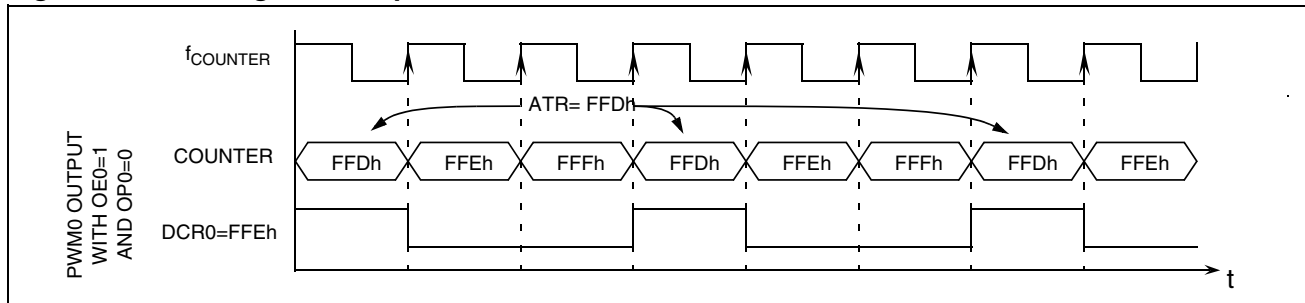 fCOUNTER
ATR= FFDh
COUNTER
FFDh FFEh FFFh FFDh FFEh FFFh FFDh FFEh
PWM0 OUTPUT
WITH OE0=1
AND OP0=0
DCR0=FFEh
t